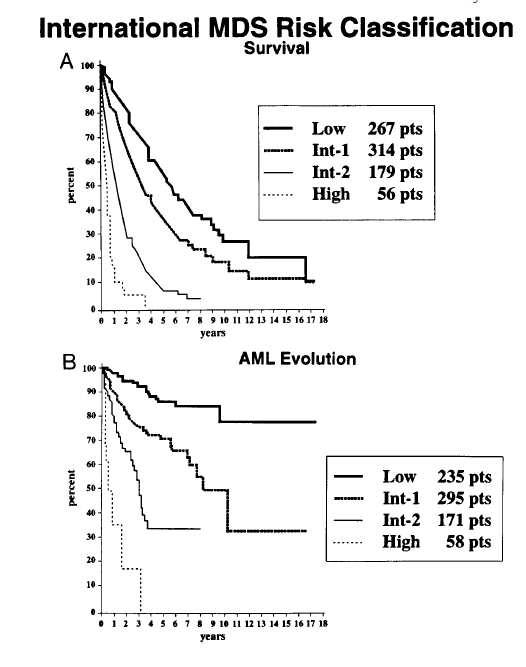 International MDS Risk Classification
Survival
A
100
90
80
70
60
50
40
30
20
10
0
percent
0 1 2 3 4 5 6 7 8 9 10 11 12 13 14 15 16 17 18
years
Low 267 pts
Int-1 314 pts
Int-2 179 pts
High 56 pts
B
AML Evolution
100
90
80
70
60
50
40
30
20
10
0
percent
0 1 2 3 4 5 6 7 8 9 10 11 12 13 14 15 16 17 18
years
Low 235 pts
Int-1 295 pts
Int-2 171 pts
High 58 pts